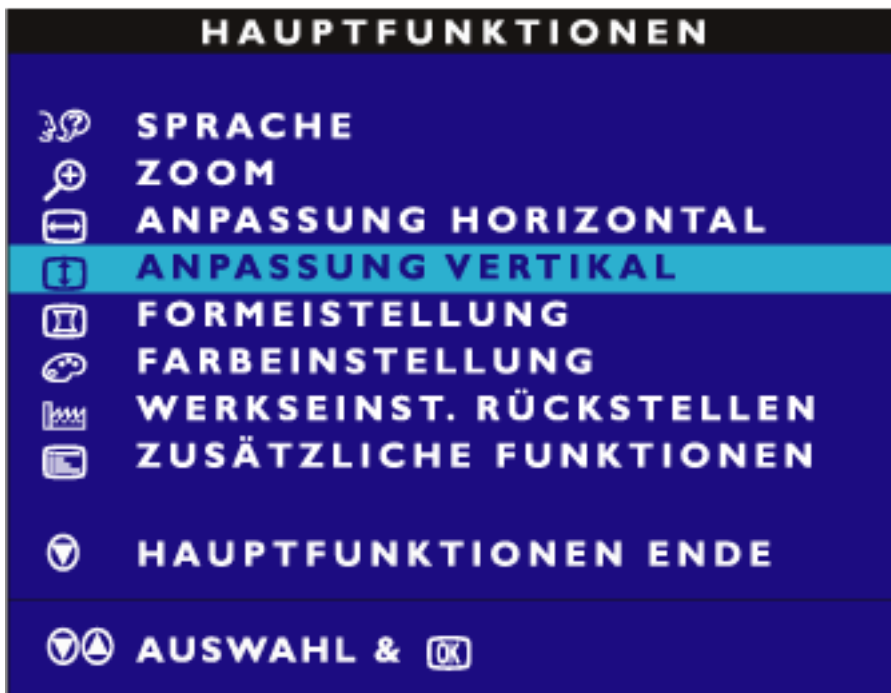 HAUPTFUNKTIONEN
SPRACHE
ZOOM
ANPASSUNG HORIZONTAL
ANPASSUNG VERTIKAL
FORMEISTELLUNG
FARBEINSTELLUNG
WERKSEINST. RÜCKSTELLEN
ZUSÄTZLICHE FUNKTIONEN
HAUPTFUNKTIONEN ENDE
AUSWAHL & OK